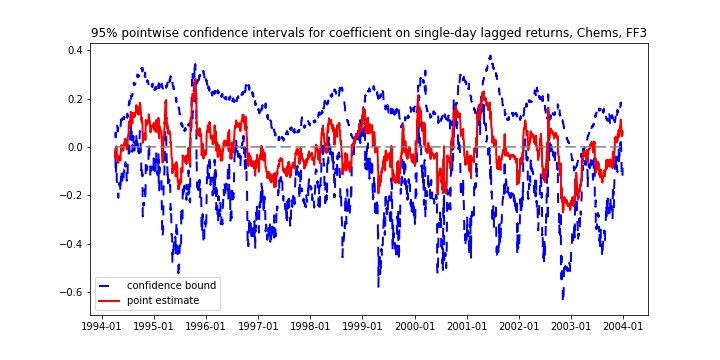 95% pointwise confidence intervals for coefficient on single-day lagged returns, Chems, FF3
0.4
0.2
0.0
−0.2
−0.4
−0.6
confidence bound
point estimate
1994-01 1995-01 1996-01 1997-01 1998-01 1999-01 2000-01 2001-01 2002-01 2003-01 2004-01